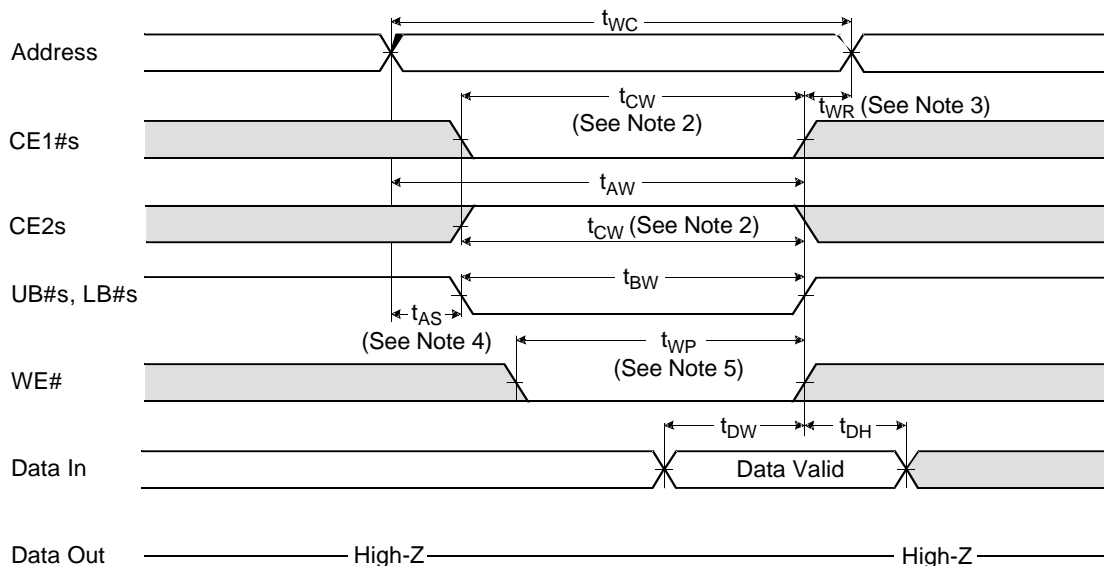 tWC
Address
tCW
(See Note 2)
tWR (See Note 3)
CE1#s
tAW
CE2s
tCW (See Note 2)
tBW
UB#s, LB#s
tAS
(See Note 4)
tWP
(See Note 5)
WE#
tDW
tDH
Data In
Data Valid
Data Out
High-Z
High-Z